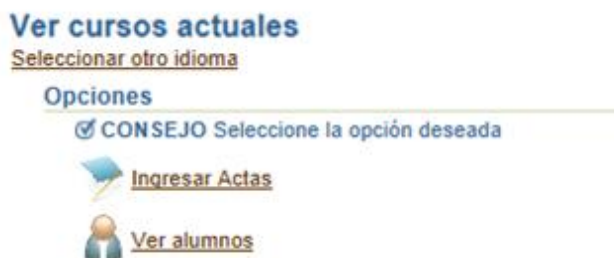 Ver cursos actuales
Seleccionar otro idioma
Opciones
CONSEJO Seleccione la opción deseada
Ingresar Actas
Ver alumnos